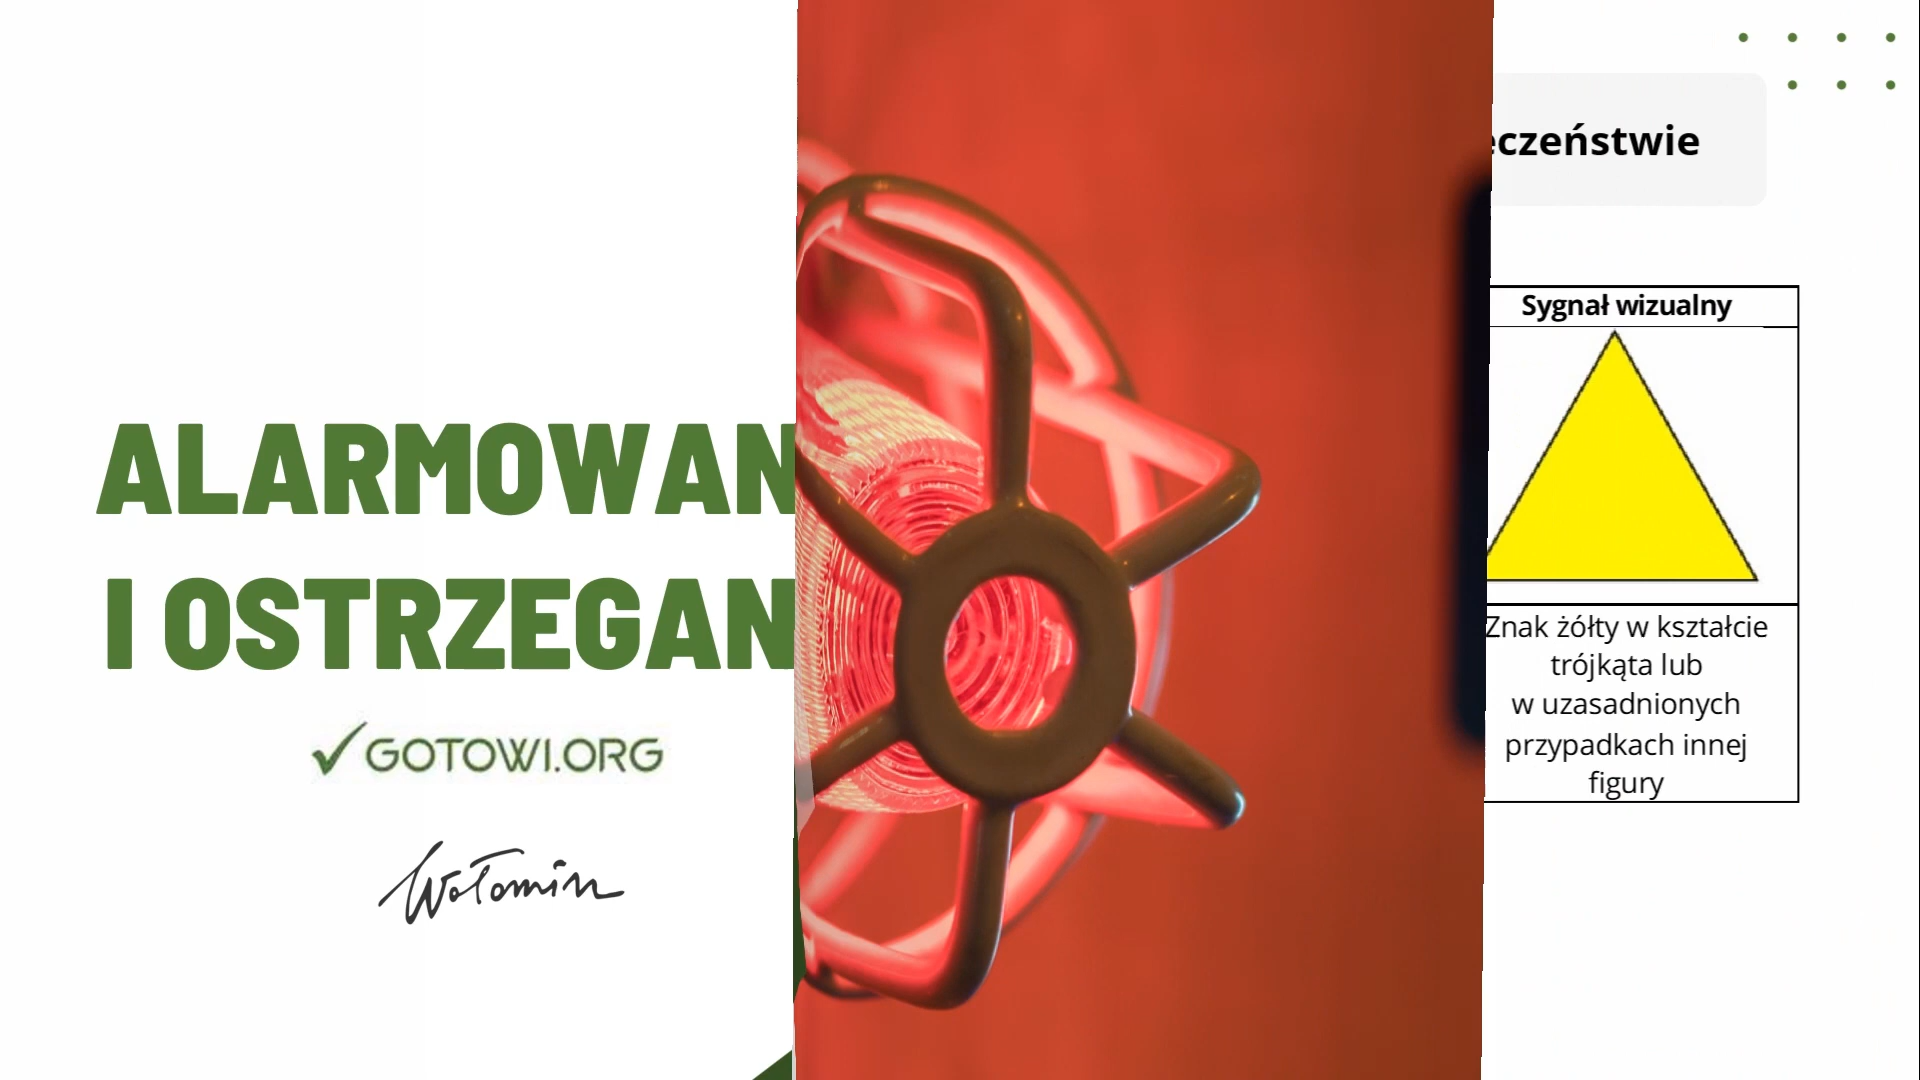 ALARMOWAN
I OSTRZEGAN
GOTOWI.ORG
Wołomin
eczeństwie
Sygnał wizualny
Znak żółty w kształcie
trójkąta lub
w uzasadnionych
przypadkach innej
figury